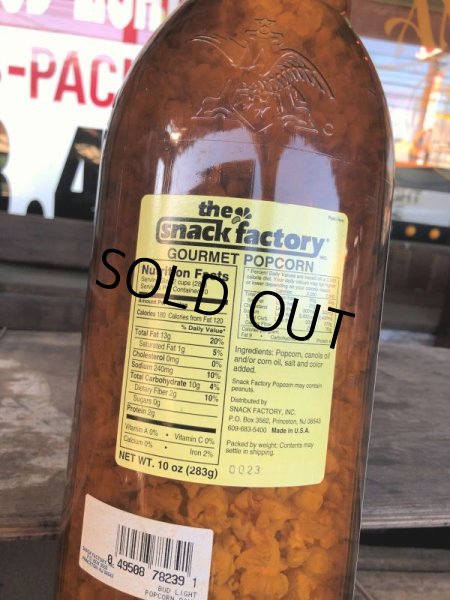 -PAC
the
snack factory
GOURMET POPCORN
Nutrition Facts
Amount
Calories 180 Calories from Fat 120
% Daily Value*
Total Fat 13g 20%
Saturated Fat 1g 5%
Cholesterol 0mg 0%
Sodium 240mg 10%
Total Carbohydrate 10g 4%
Dietary Fiber 2g 10%
Sugars 0g
Protein 2g
Vitamin A 0% • Vitamin C 0%
Calcium 0% • Iron 2%
NET WT. 10 oz (283g)
Ingredients: Popcorn, canola oil
and/or corn oil, salt and color
added.
Snack Factory Popcorn may contain
peanuts.
Distributed by
SNACK FACTORY, INC.
P.O. Box 3562, Princeton, NJ 08543
609-683-5400 Made in U.S.A.
Packed by weight: Contents may
settle in shipping.
0023
SOLD OUT
0 49508 78239 1
BUD LIGHT
POPCORN